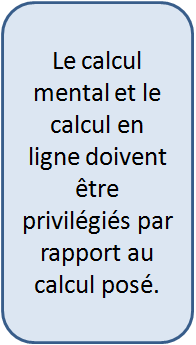 Le calcul
mental et le
calcul en
ligne doivent
être
privilégiés par
rapport au
calcul posé.